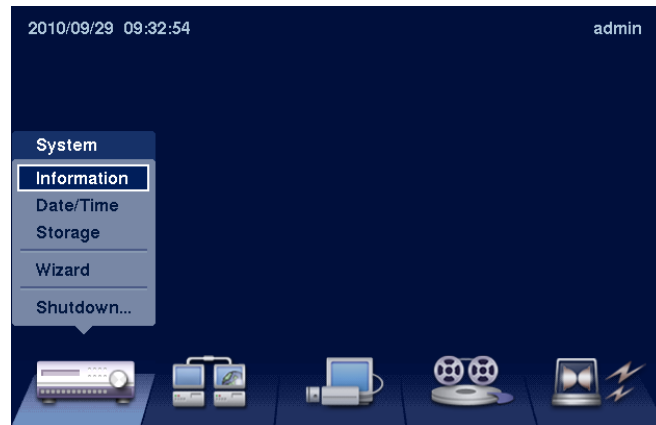 2010/09/29 09:32:54 admin
System
Information
Date/Time
Storage
Wizard
Shutdown...